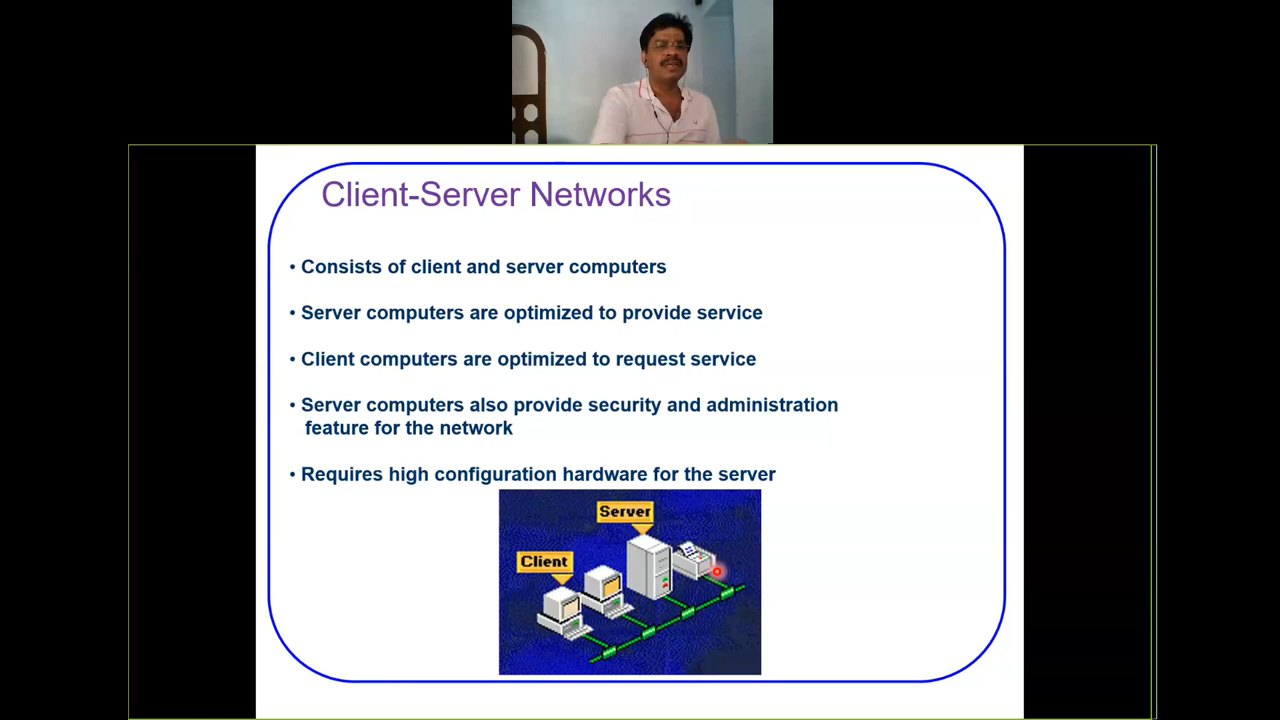 Client-Server Networks
• Consists of client and server computers
• Server computers are optimized to provide service
• Client computers are optimized to request service
• Server computers also provide security and administration
feature for the network
• Requires high configuration hardware for the server
Server
Client